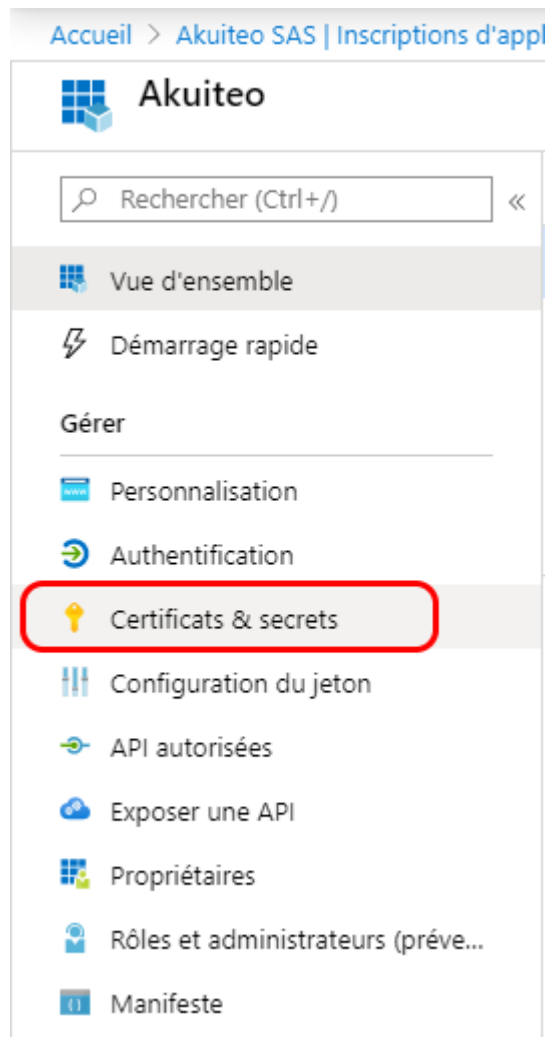 Accueil > Akuiteo SAS | Inscriptions d'appl
Akuiteo
Rechercher (Ctrl+/)
«
Vue d'ensemble
Démarrage rapide
Gérer
Personnalisation
Authentification
Certificats & secrets
Configuration du jeton
API autorisées
Exposer une API
Propriétaires
Rôles et administrateurs (préve...
Manifeste